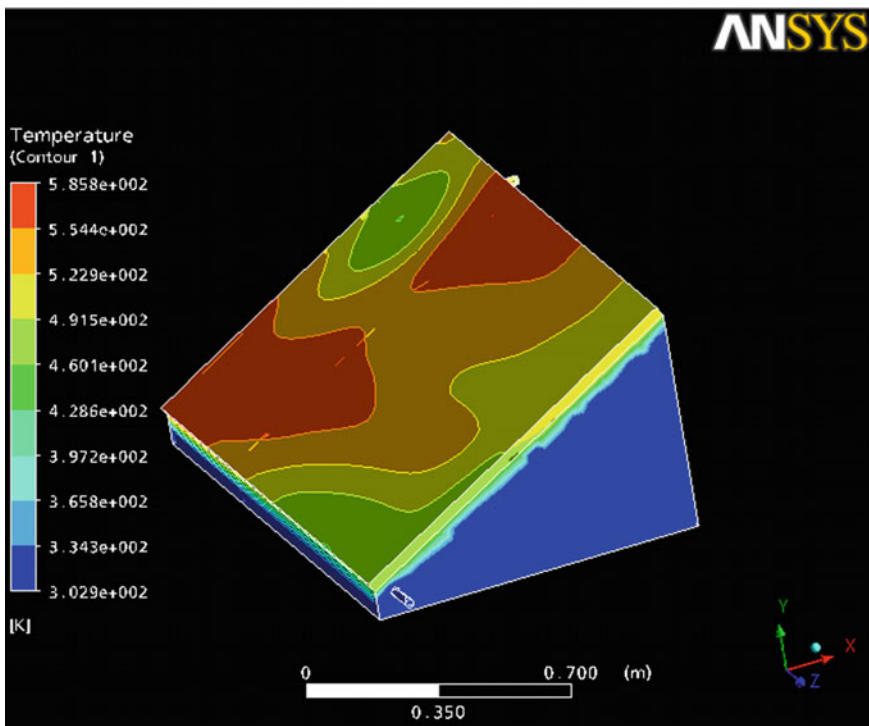 ANSYS
Temperature
(Contour 1)
5.858e+002
5.544e+002
5.229e+002
4.915e+002
4.601e+002
4.286e+002
3.972e+002
3.658e+002
3.343e+002
3.029e+002
[K]
0 0.700 (m)
0.350
Y
X
Z